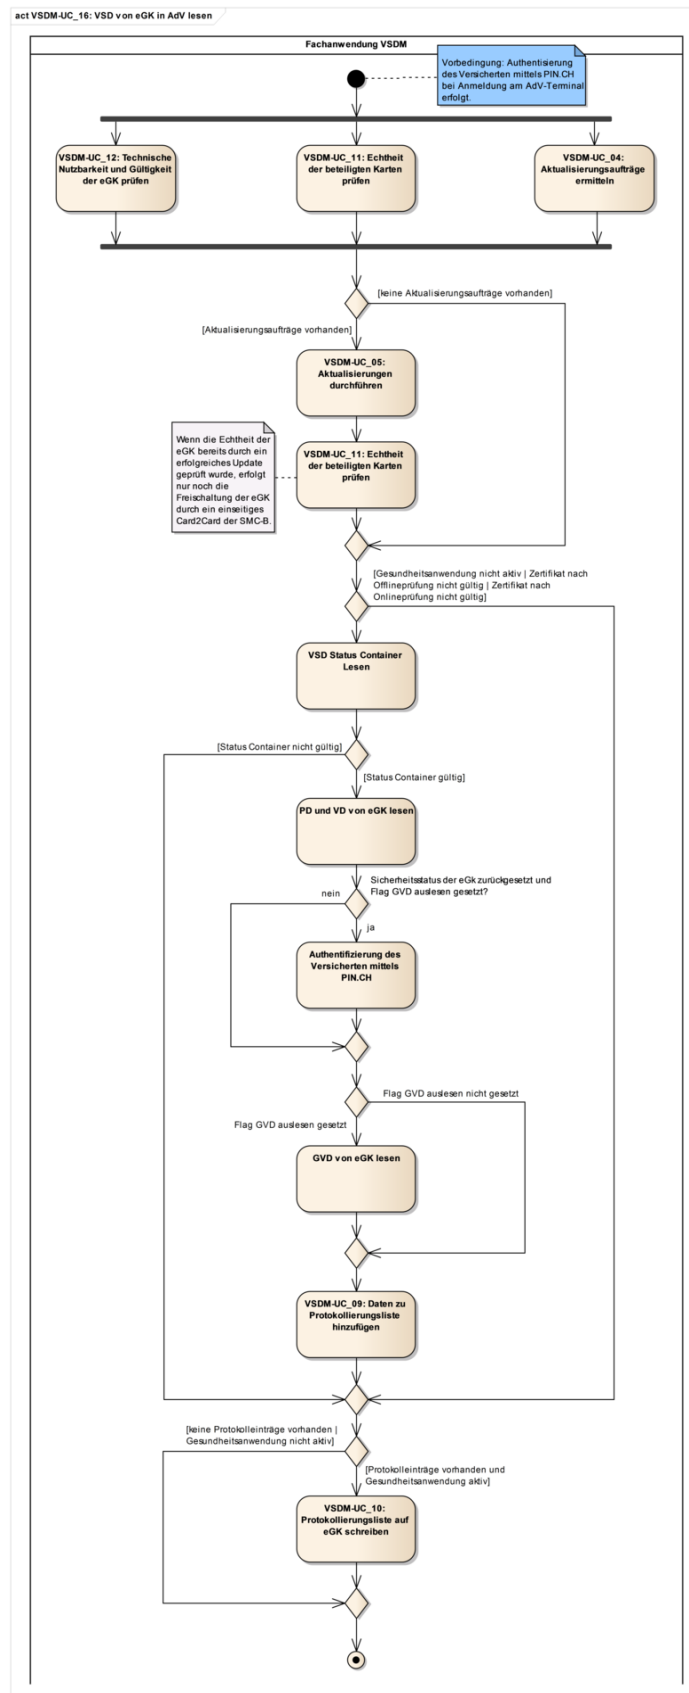 act VSDM-UC_16: VSD von eGK in AdV lesen
Fachanwendung VSDM
Vorbedingung: Authentisierung
des Versicherten mittels PIN.CH
bei Anmeldung am AdV-Terminal
erfolgt.
VSDM-UC_12: Technische
Nutzbarkeit und Gültigkeit
der eGK prüfen
VSDM-UC_11: Echtheit
der beteiligten Karten
prüfen
VSDM-UC_04:
Aktualisierungsaufträge
ermitteln
[keine Aktualisierungsaufträge vorhanden]
[Aktualisierungsaufträge vorhanden]
VSDM-UC_05:
Aktualisierungen
durchführen
Wenn die Echtheit der
eGK bereits durch ein
erfolgreiches Update
geprüft wurde, erfolgt
nur noch die
Freischaltung der eGK
durch ein einseitiges
Card2Card der SMC-B.
VSDM-UC_11: Echtheit
der beteiligten Karten
prüfen
[Gesundheitsanwendung nicht aktiv | Zertifikat nach
Offlineprüfung nicht gültig | Zertifikat nach
Onlineprüfung nicht gültig]
VSD Status Container
Lesen
[Status Container nicht gültig]
[Status Container gültig]
PD und VD von eGK lesen
Sicherheitsstatus der eGk zurückgesetzt und
Flag GVD auslesen gesetzt?
nein
ja
Authentifizierung des
Versicherten mittels
PIN.CH
Flag GVD auslesen nicht gesetzt
Flag GVD auslesen gesetzt
GVD von eGK lesen
VSDM-UC_09: Daten zu
Protokollierungsliste
hinzufügen
[keine Protokolleinträge vorhanden |
Gesundheitsanwendung nicht aktiv]
[Protokolleinträge vorhanden und
Gesundheitsanwendung aktiv]
VSDM-UC_10:
Protokollierungsliste auf
eGK schreiben